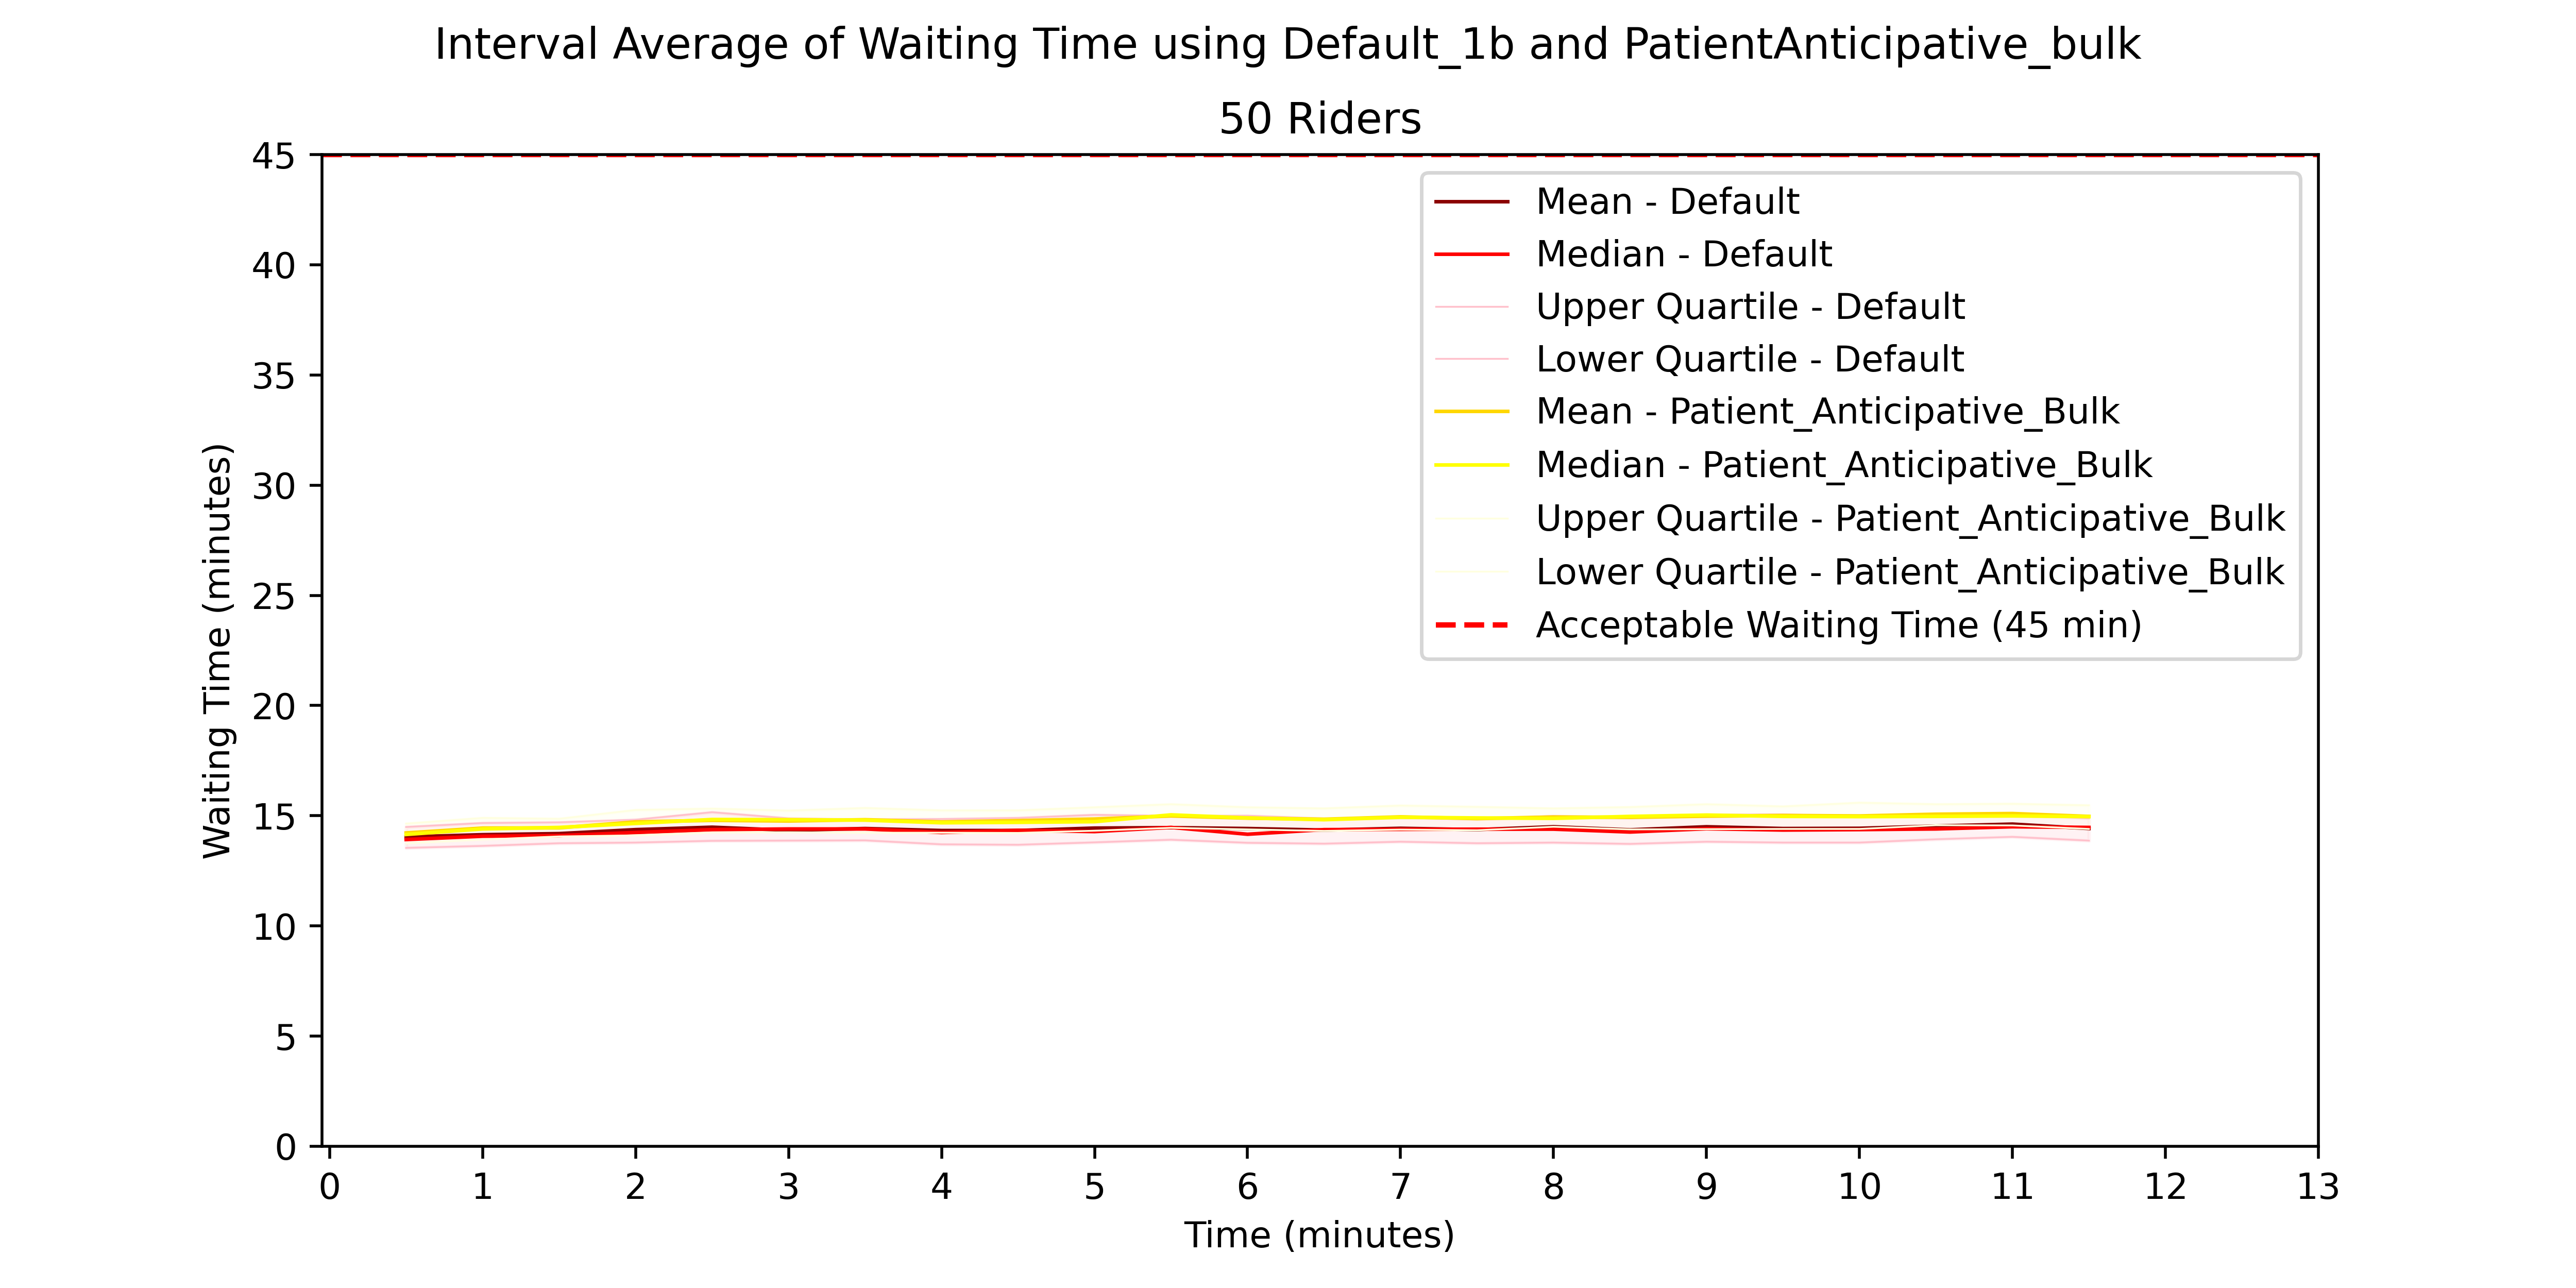 Interval Average of Waiting Time using Default_1b and PatientAnticipative_bulk
50 Riders
45
40
35
30
25
20
15
10
5
0
Waiting Time (minutes)
Mean - Default
Median - Default
Upper Quartile - Default
Lower Quartile - Default
Mean - Patient_Anticipative_Bulk
Median - Patient_Anticipative_Bulk
Upper Quartile - Patient_Anticipative_Bulk
Lower Quartile - Patient_Anticipative_Bulk
Acceptable Waiting Time (45 min)
0 1 2 3 4 5 6 7 8 9 10 11 12 13
Time (minutes)